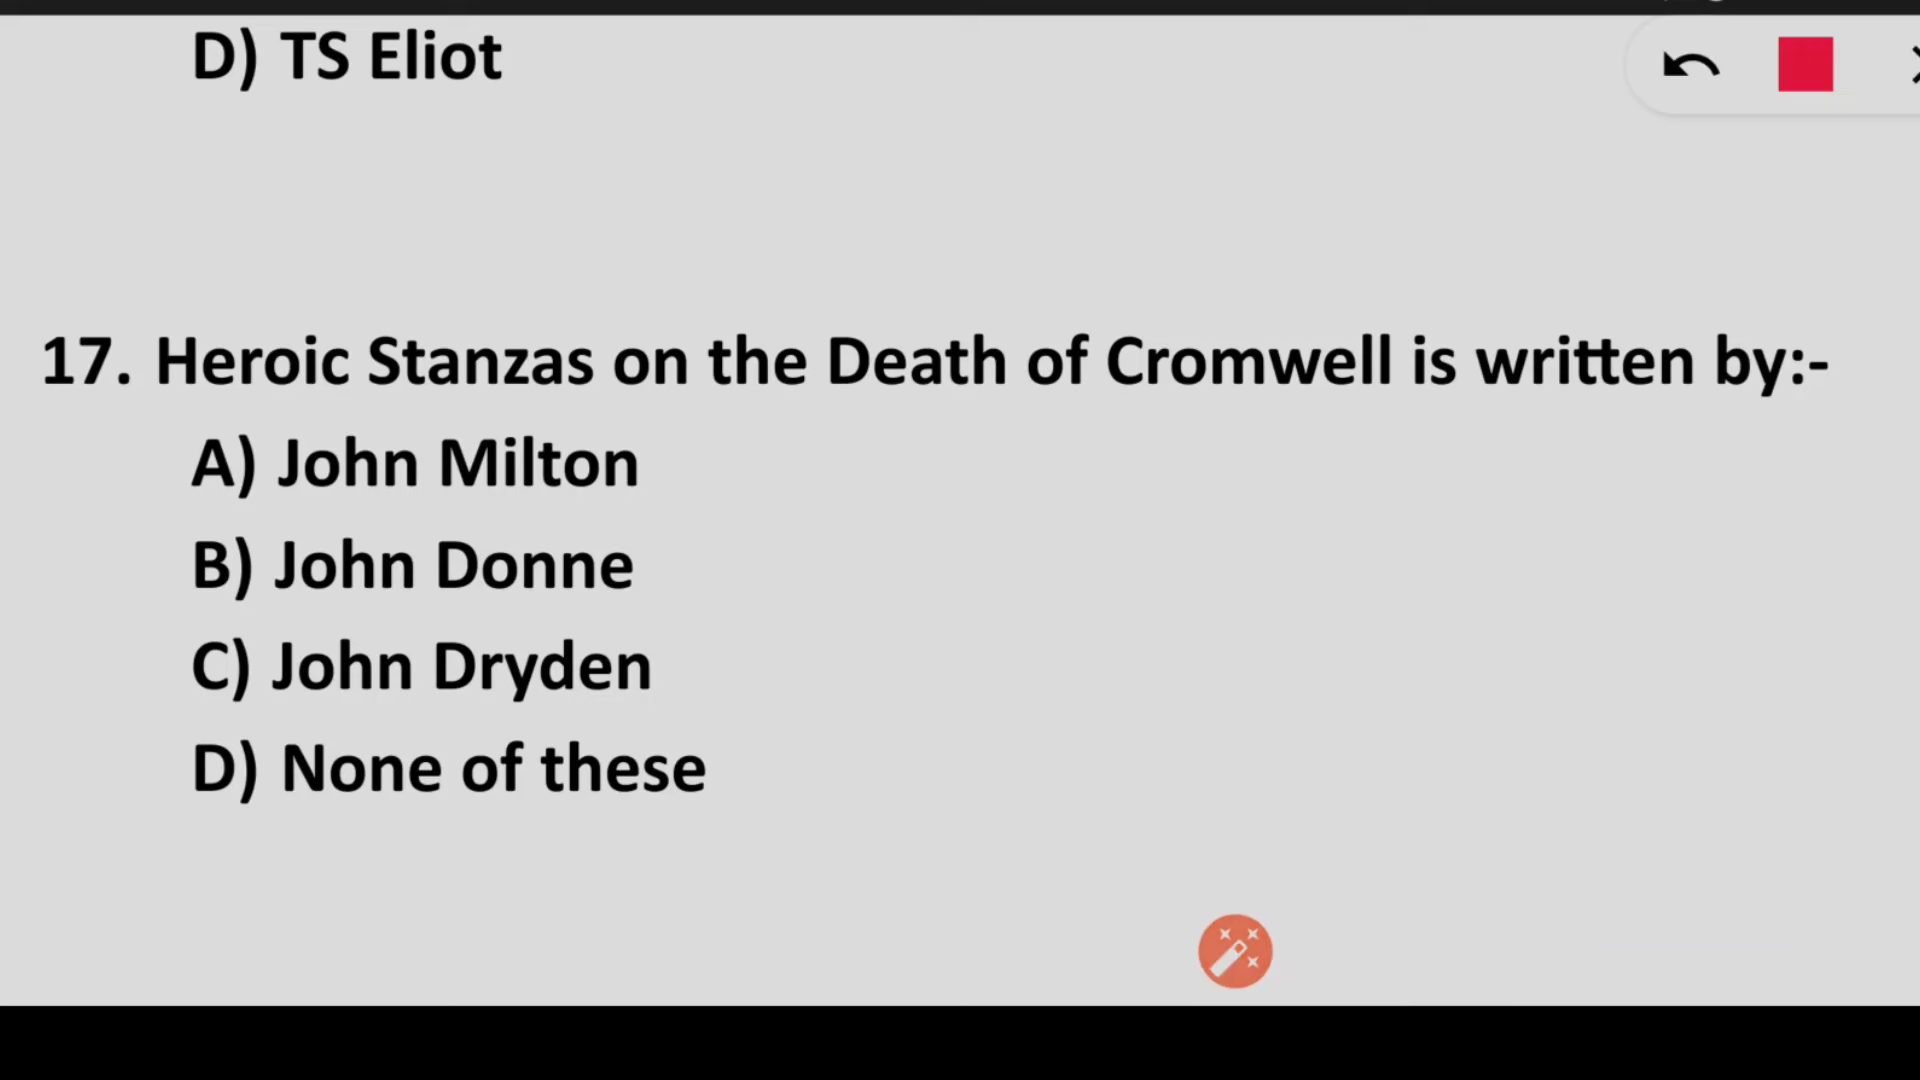 D) TS Eliot
17. Heroic Stanzas on the Death of Cromwell is written by:-
A) John Milton
B) John Donne
C) John Dryden
D) None of these